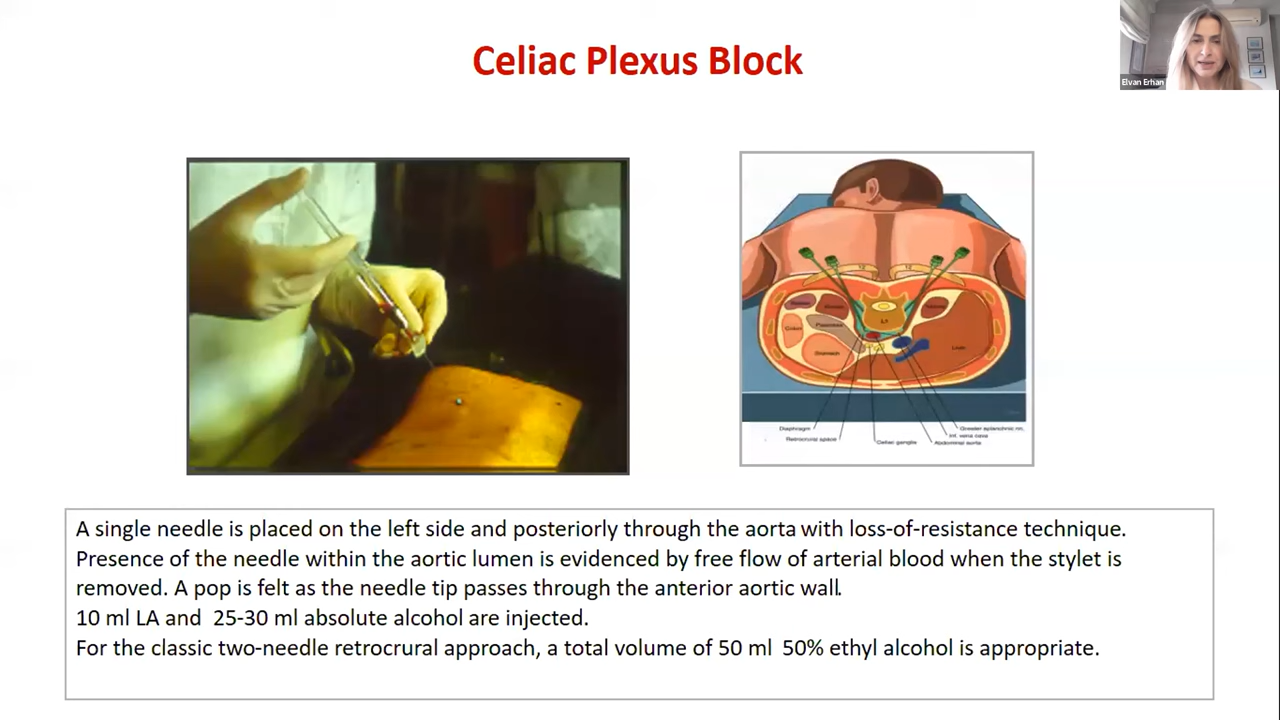 Celiac Plexus Block
Elvan Erhan
12
12
L1
Colon
Pancreas
Stomach
Liver
Diaphragm
Retrocrural space
Celiac ganglia
Greater splanchnic nn.
Inf. vena cava
Abdominal aorta
A single needle is placed on the left side and posteriorly through the aorta with loss-of-resistance technique.
Presence of the needle within the aortic lumen is evidenced by free flow of arterial blood when the stylet is
removed. A pop is felt as the needle tip passes through the anterior aortic wall.
10 ml LA and 25-30 ml absolute alcohol are injected.
For the classic two-needle retrocrural approach, a total volume of 50 ml 50% ethyl alcohol is appropriate.